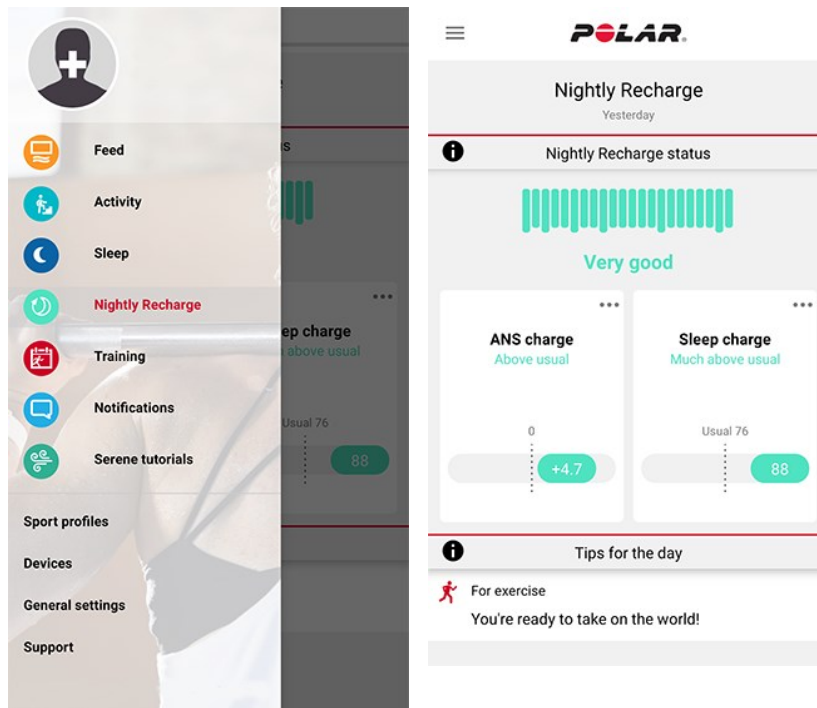 Feed
Activity
Sleep
Nightly Recharge
Training
Notifications
Serene tutorials
Sport profiles
Devices
General settings
Support
s
ep charge
above usual
Usual 76
88
POLAR.
Nightly Recharge
Yesterday
Nightly Recharge status
Very good
ANS charge
Above usual
0
+4.7
Sleep charge
Much above usual
Usual 76
88
Tips for the day
For exercise
You're ready to take on the world!